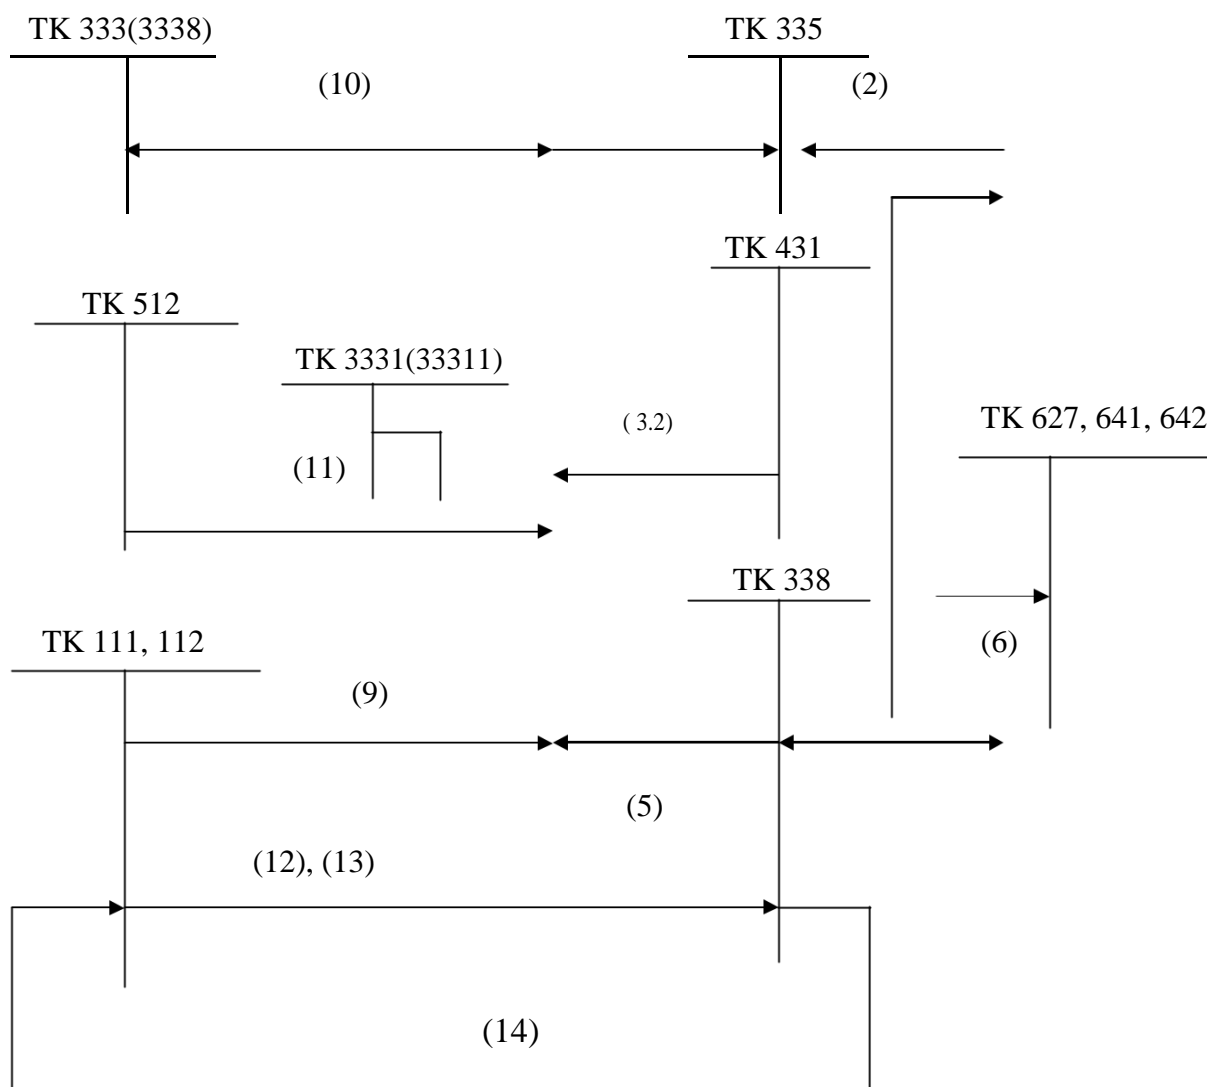 TK 333(3338)
TK 335
(10)
(2)
TK 431
TK 512
TK 3331(33311)
( 3.2)
TK 627, 641, 642
(11)
TK 338
TK 111, 112
(6)
(9)
(5)
(12), (13)
(14)